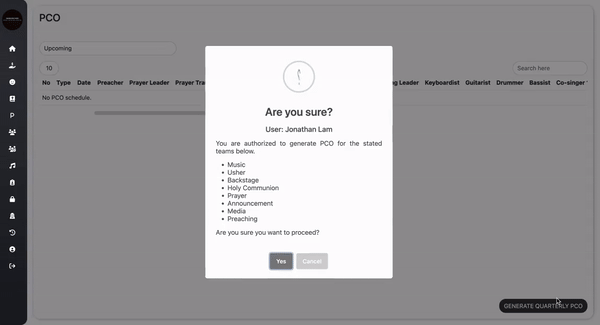 PCO
Upcoming
10
Search here
No Type Date Preacher Prayer Leader Prayer Tra
Leader Keyboardist Guitarist Drummer Bassist Co-singer
No PCO schedule.
P
Are you sure?
User: Jonathan Lam
You are authorized to generate PCO for the stated
teams below.
• Music
• Usher
• Backstage
• Holy Communion
• Prayer
• Announcement
• Media
• Preaching
Are you sure you want to proceed?
Yes Cancel
GENERATE QUARTERLY PCO